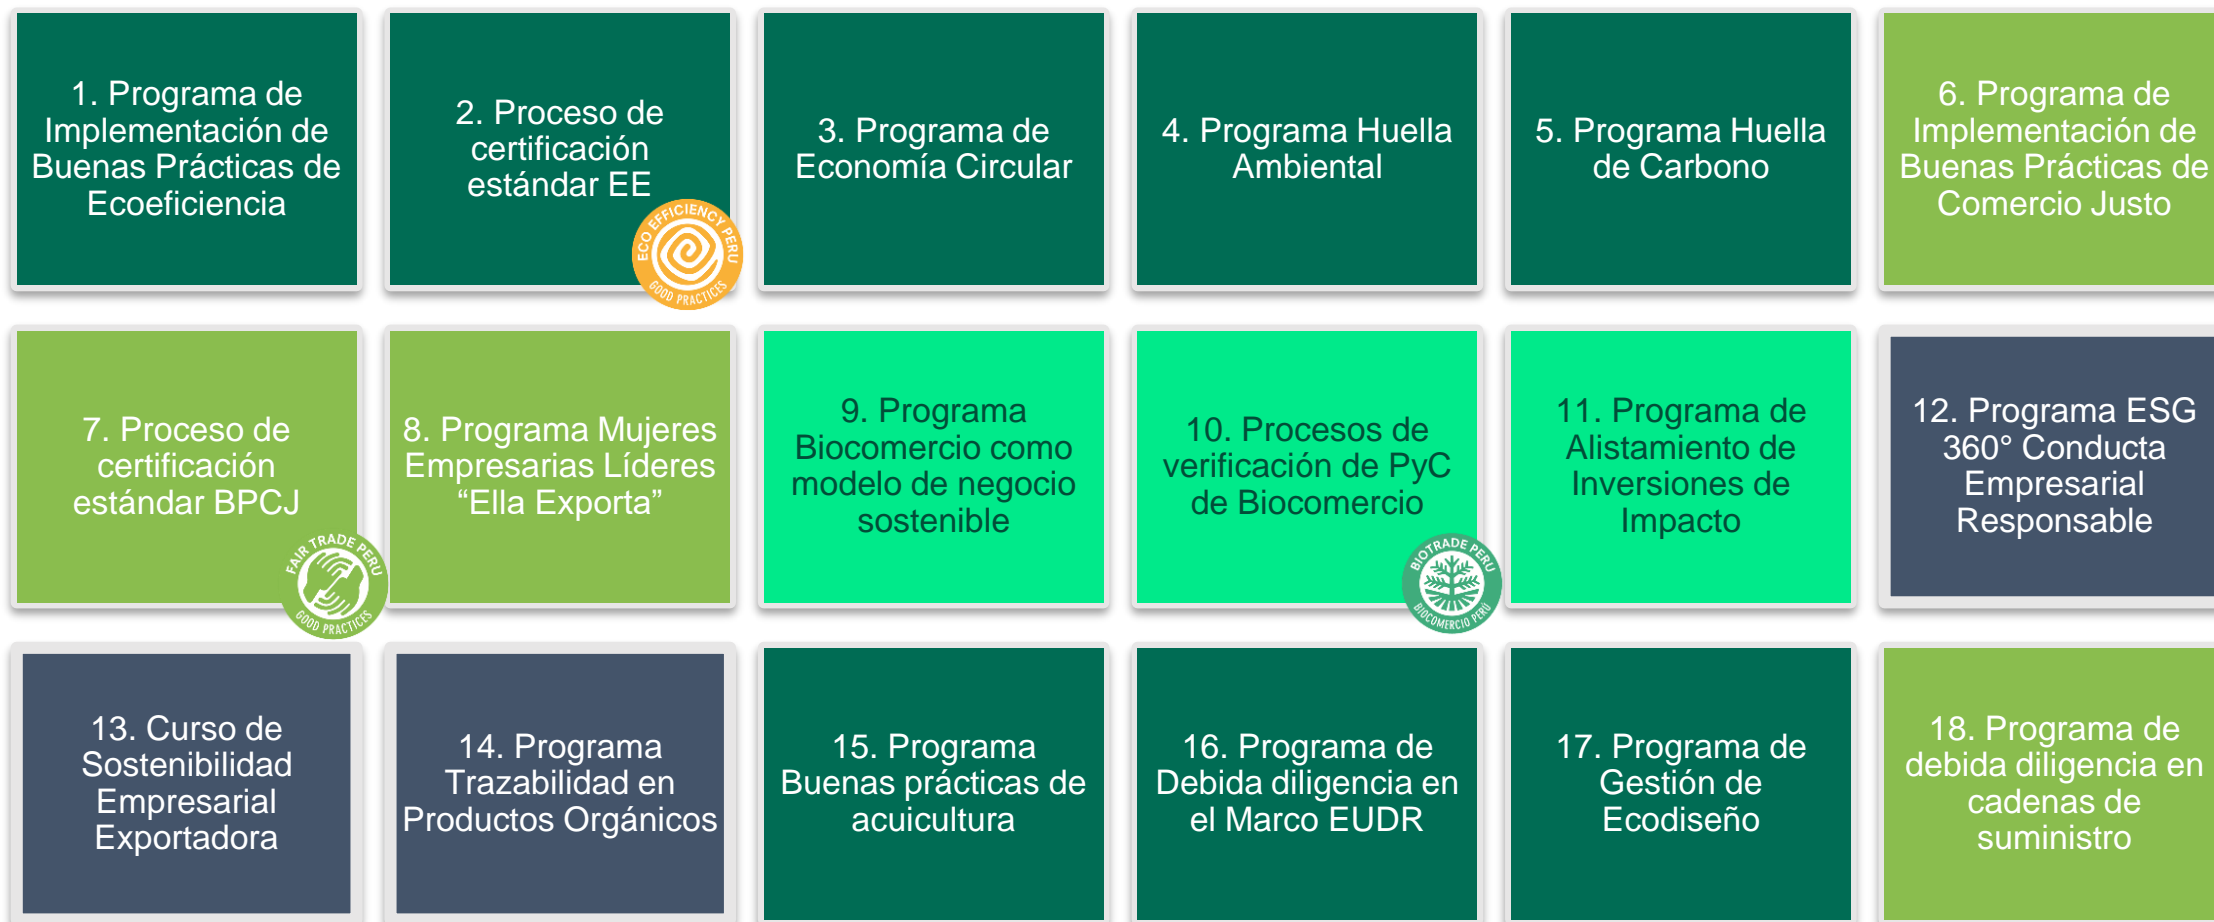 1. Programa de
Implementación de
Buenas Prácticas de
Ecoeficiencia
2. Proceso de
certificación
estándar EE
ECO EFFICIENCY PERU
GOOD PRACTICES
3. Programa de
Economía Circular
4. Programa Huella
Ambiental
5. Programa Huella
de Carbono
6. Programa de
Implementación de
Buenas Prácticas de
Comercio Justo
7. Proceso de
certificación
estándar BPCJ
FAIR TRADE PERU
GOOD PRACTICES
8. Programa Mujeres
Empresarias Líderes
“Ella Exporta”
9. Programa
Biocomercio como
modelo de negocio
sostenible
10. Procesos de
verificación de PyC
de Biocomercio
BIOTRADE PERU
BIOCOMERCIO PERÚ
11. Programa de
Alistamiento de
Inversiones de
Impacto
12. Programa ESG
360° Conducta
Empresarial
Responsable
13. Curso de
Sostenibilidad
Empresarial
Exportadora
14. Programa
Trazabilidad en
Productos Orgánicos
15. Programa
Buenas prácticas de
acuicultura
16. Programa de
Debida diligencia en
el Marco EUDR
17. Programa de
Gestión de
Ecodiseño
18. Programa de
debida diligencia en
cadenas de
suministro